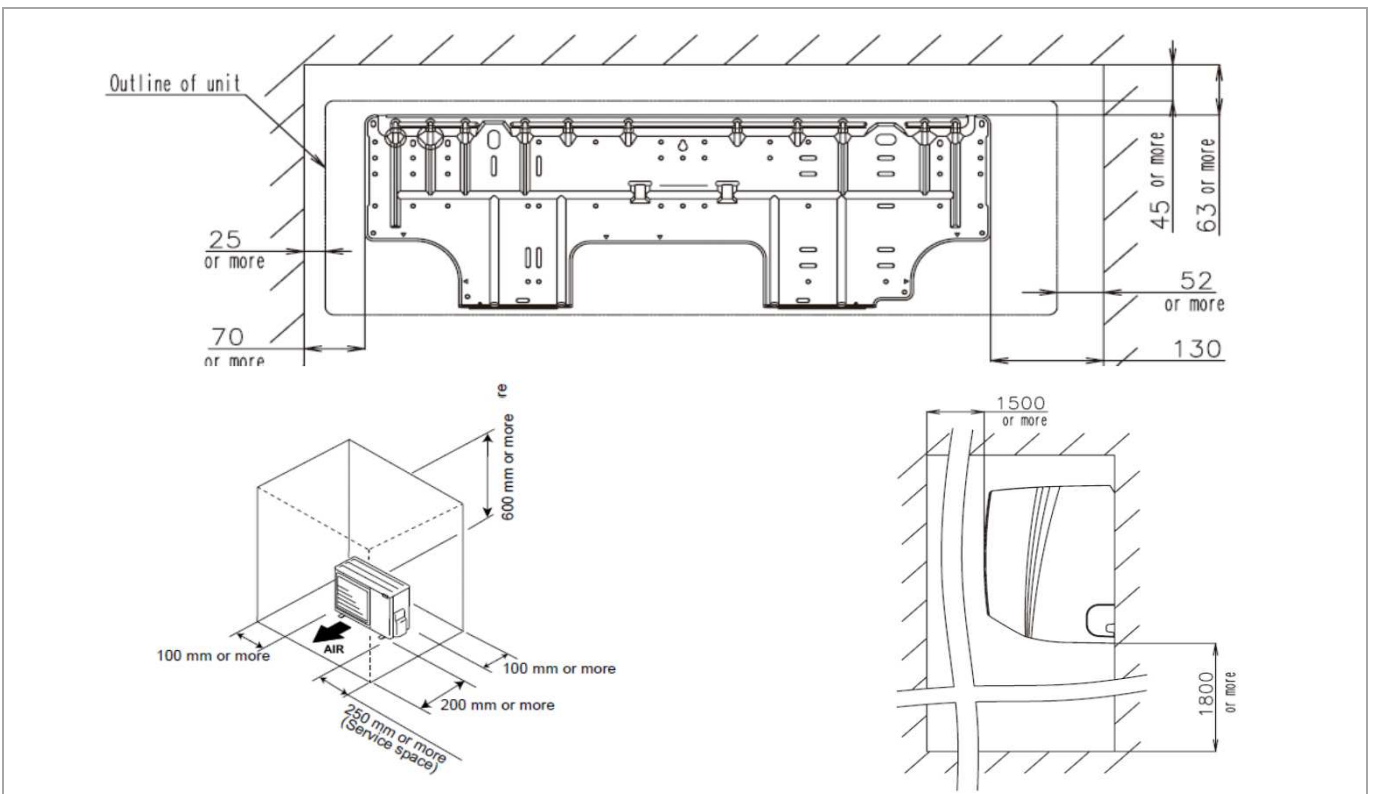 Outline of unit
45 or more
63 or more
25
or more
52
or more
70
or more
130
re
600 mm or more
1500
or more
100 mm or more
AIR
100 mm or more
200 mm or more
250 mm or more
(Service space)
1800
or more